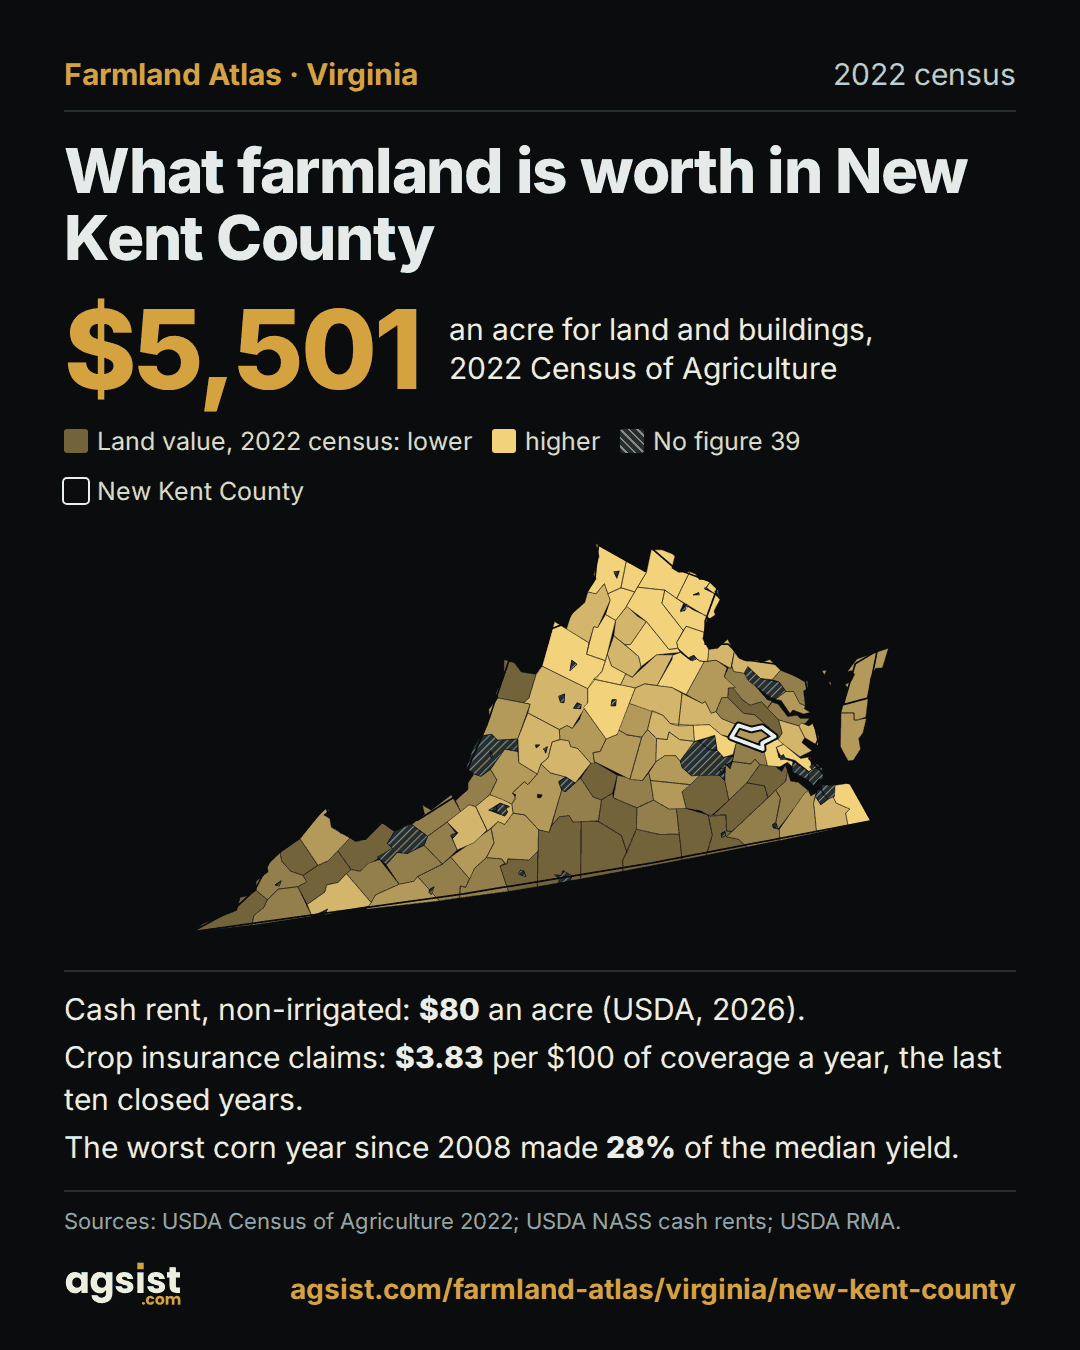 Farmland Atlas · Virginia
2022 census
What farmland is worth in New
Kent County
$5,501
an acre for land and buildings,
2022 Census of Agriculture
Land value, 2022 census: lower
higher
No figure 39
New Kent County
Cash rent, non-irrigated: $80 an acre (USDA, 2026).
Crop insurance claims: $3.83 per $100 of coverage a year, the last
ten closed years.
The worst corn year since 2008 made 28% of the median yield.
Sources: USDA Census of Agriculture 2022; USDA NASS cash rents; USDA RMA.
agsist
.com
agsist.com/farmland-atlas/virginia/new-kent-county